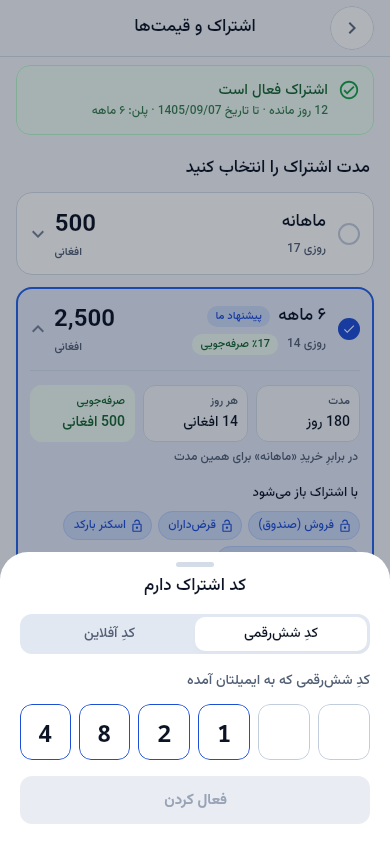 اشتراک و قیمت‌ها
اشتراک فعال است
12 روز مانده · تا تاریخ 1405/09/07 · پلن: ۶ ماهه
مدت اشتراک را انتخاب کنید
ماهانه
500
روزی 17
افغانی
۶ ماهه
پیشنهاد ما
2,500
روزی 14
17٪ صرفه‌جویی
افغانی
مدت
هر روز
صرفه‌جویی
180 روز
14 افغانی
500 افغانی
در برابرِ خریدِ «ماهانه» برای همین مدت
با اشتراک باز می‌شود
فروش (صندوق)
قرض‌داران
اسکنر بارکد
کد اشتراک دارم
کدِ شش‌رقمی
کدِ آفلاین
کدِ شش‌رقمی که به ایمیلتان آمده
4 8 2 1
فعال کردن